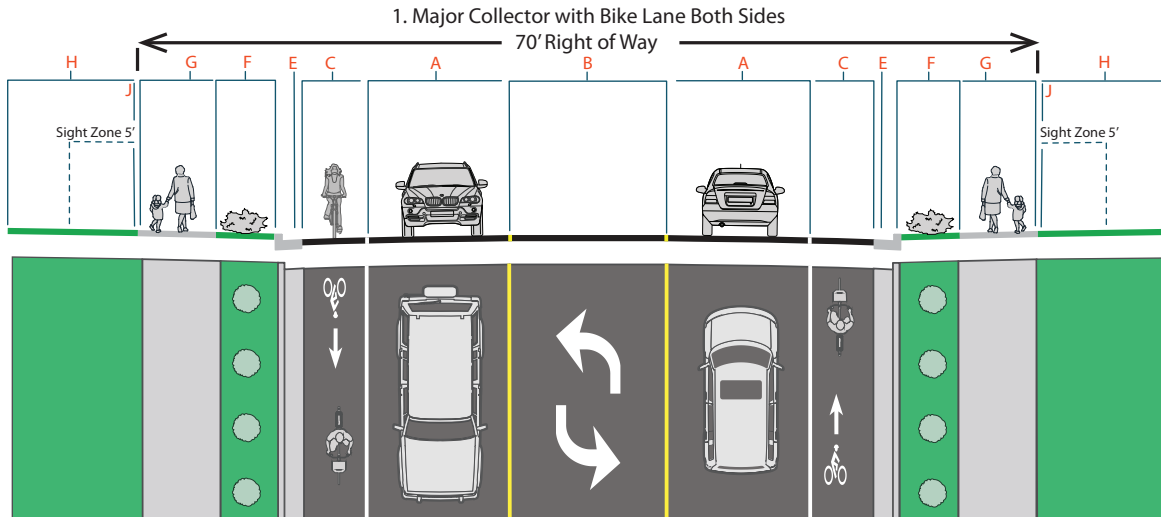 1. Major Collector with Bike Lane Both Sides
70’ Right of Way
H G F E C A B A C E F G H
J J
Sight Zone 5’ Sight Zone 5’